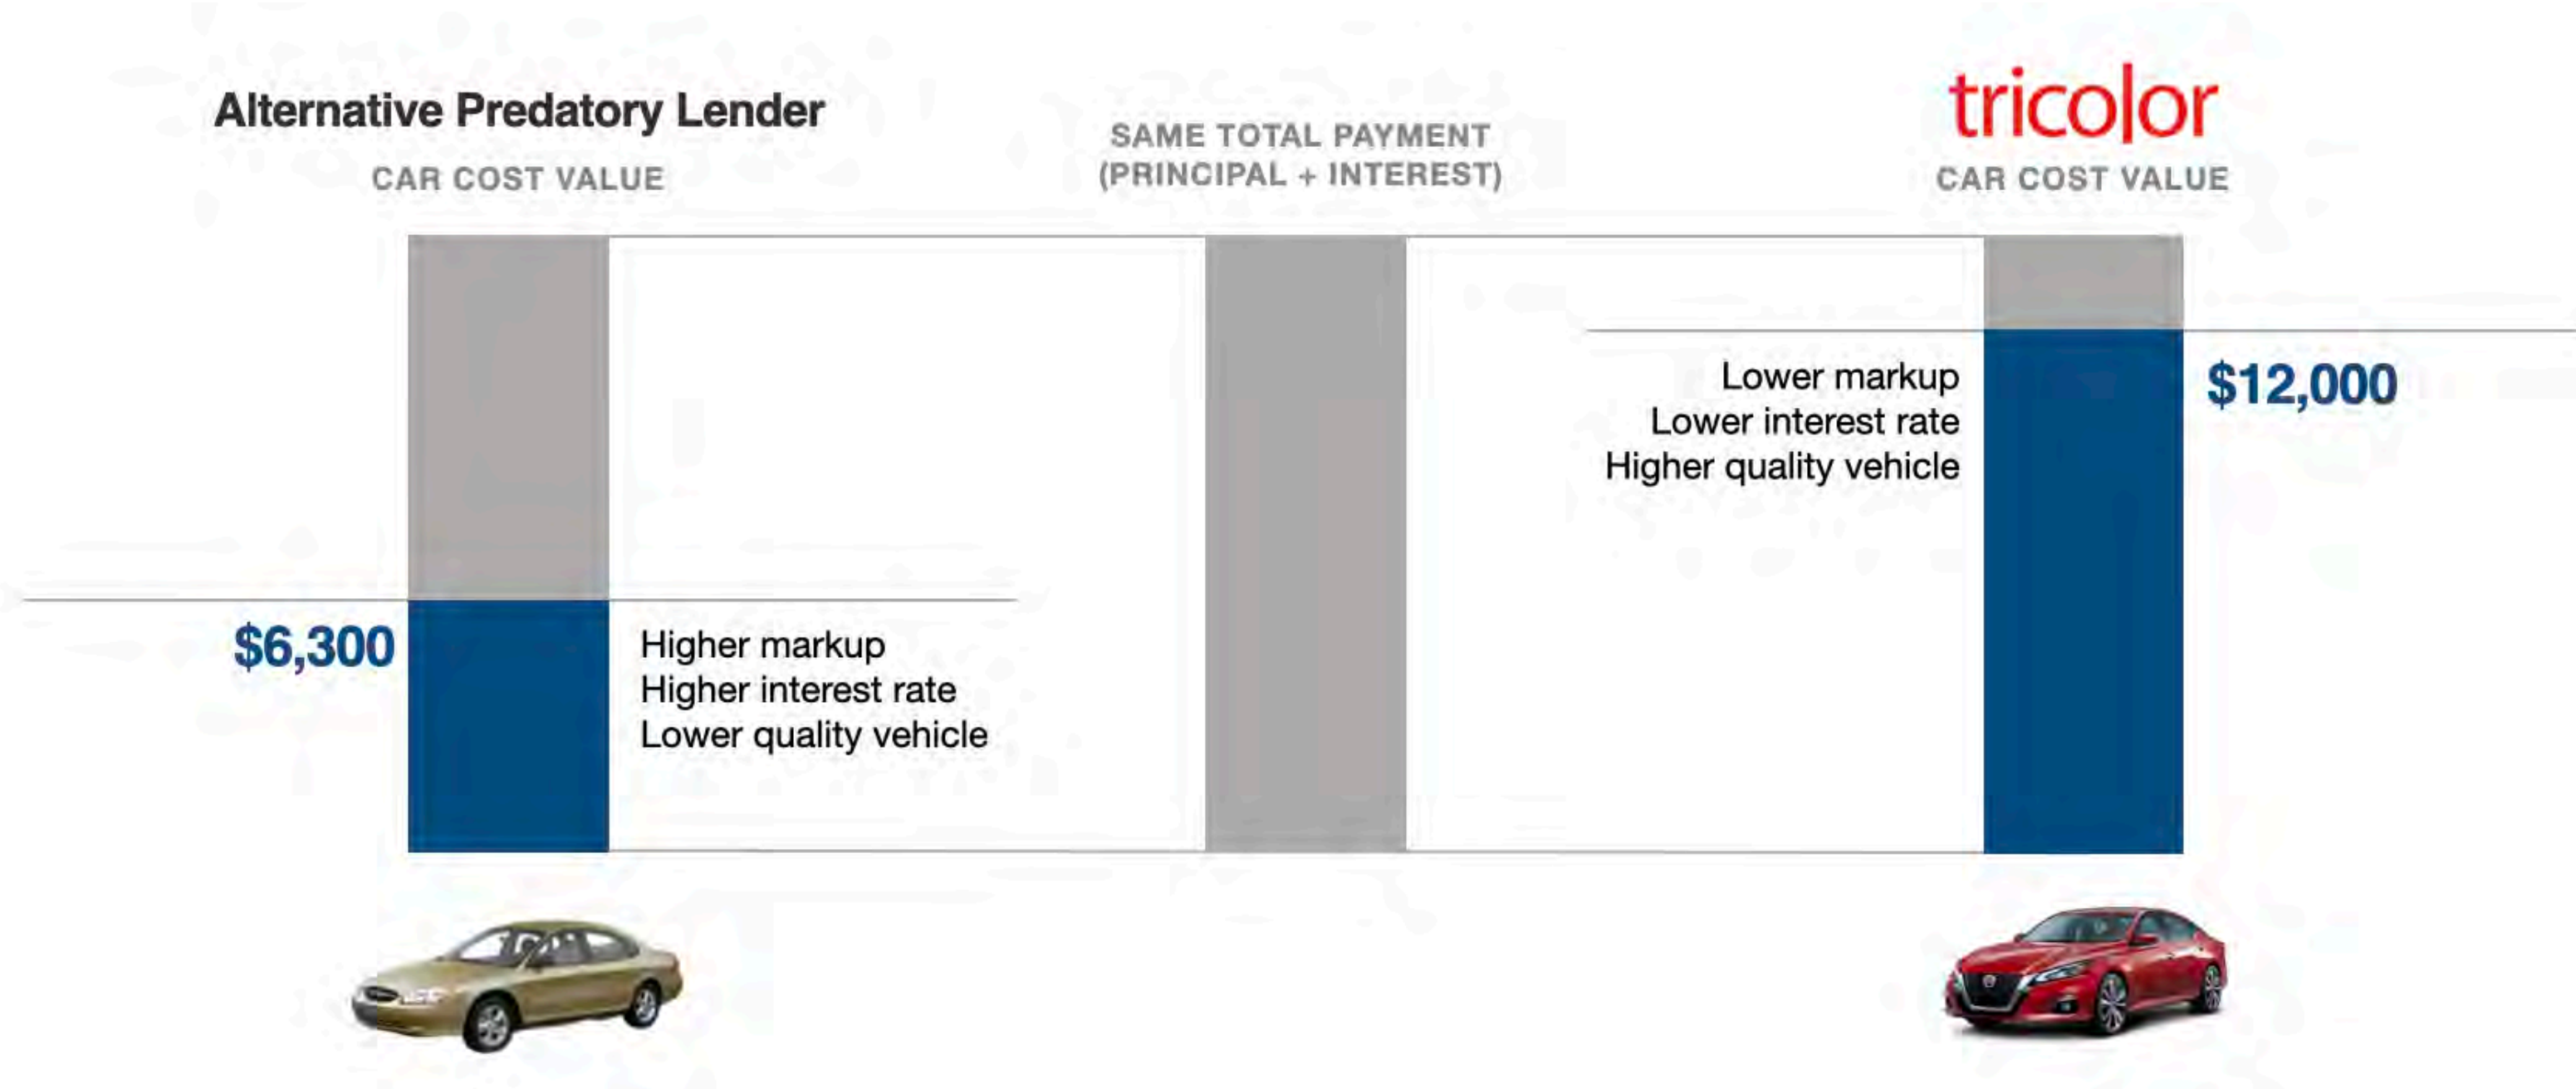 Alternative Predatory Lender
CAR COST VALUE
SAME TOTAL PAYMENT
(PRINCIPAL + INTEREST)
tricolor
CAR COST VALUE
Lower markup
Lower interest rate
Higher quality vehicle
$12,000
$6,300
Higher markup
Higher interest rate
Lower quality vehicle